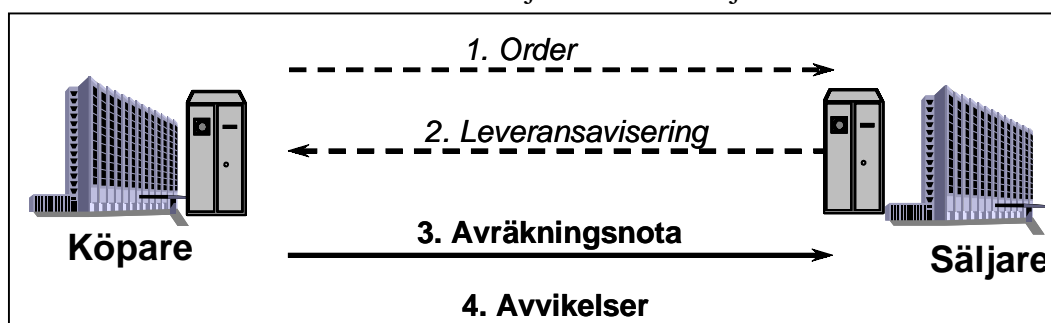 1. Order
2. Leveransavisering
3. Avräkningsnota
Köpare
Säljare
4. Avvikelser